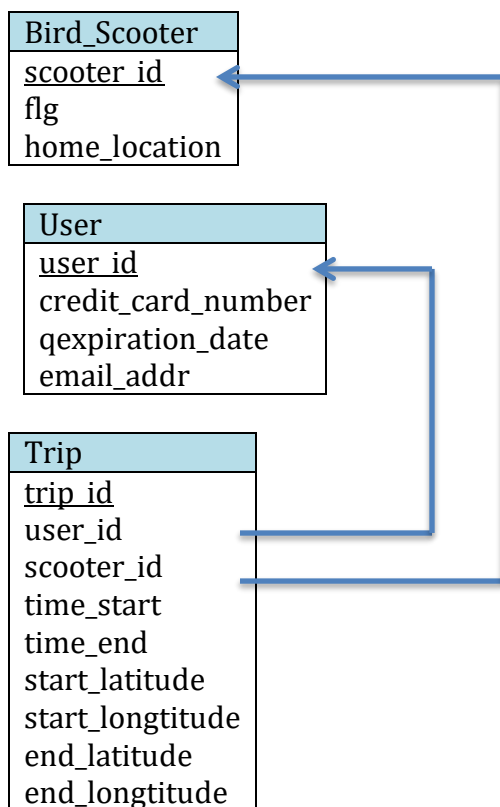 Bird_Scooter
scooter_id
flg
home_location
User
user_id
credit_card_number
qexpiration_date
email_addr
Trip
trip_id
user_id
scooter_id
time_start
time_end
start_latitude
start_longtitude
end_latitude
end_longtitude